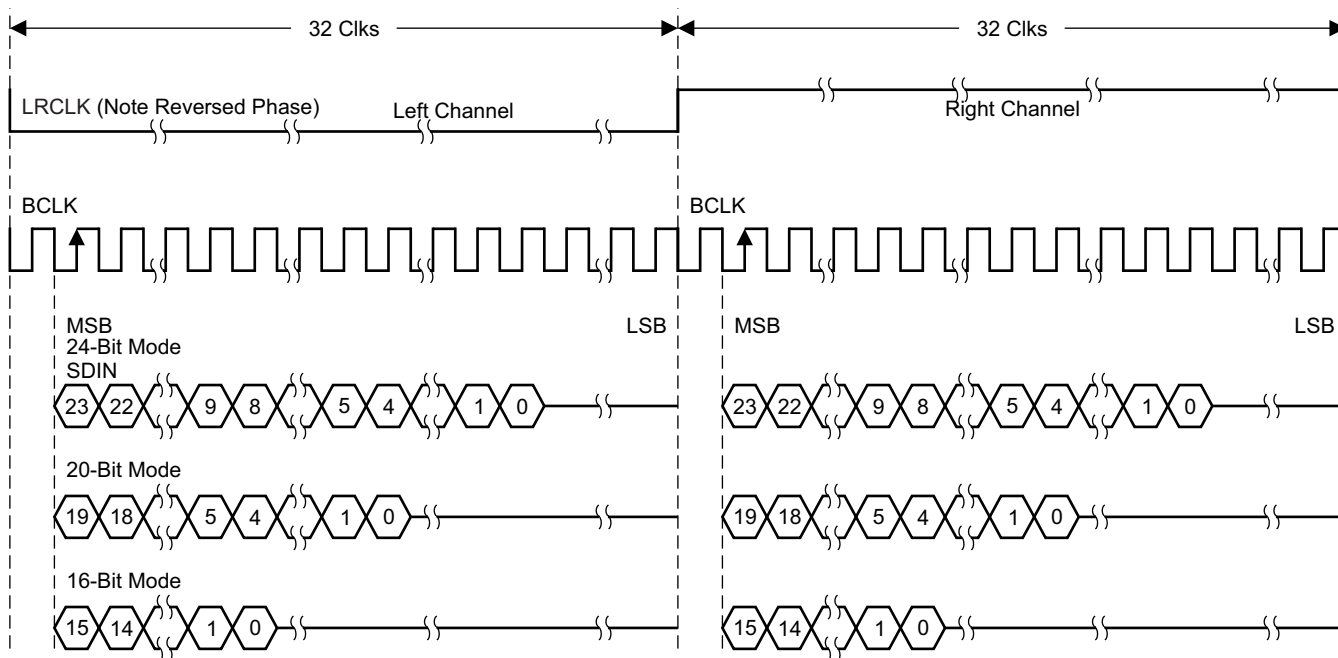 32 Clks 32 Clks
LRCLK (Note Reversed Phase) Left Channel Right Channel
BCLK BCLK
MSB LSB MSB LSB
24-Bit Mode
SDIN
23 22 9 8 5 4 1 0 23 22 9 8 5 4 1 0
20-Bit Mode
19 18 5 4 1 0 19 18 5 4 1 0
16-Bit Mode
15 14 1 0 15 14 1 0